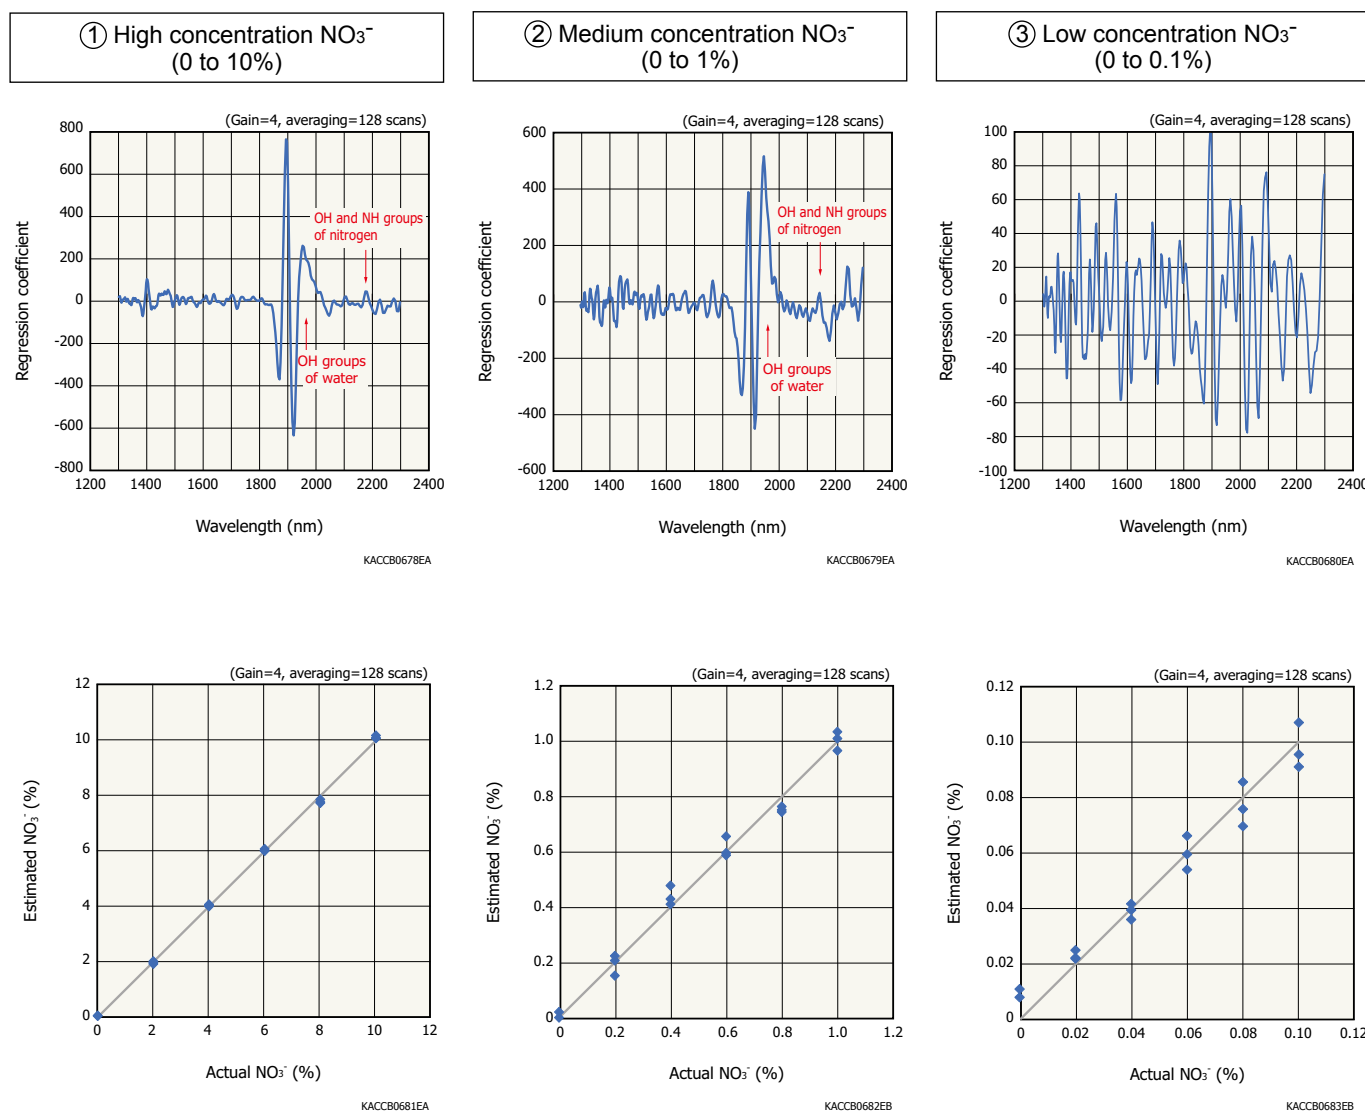 ① High concentration NO₃⁻
(0 to 10%)
② Medium concentration NO₃⁻
(0 to 1%)
③ Low concentration NO₃⁻
(0 to 0.1%)
(Gain=4, averaging=128 scans)
800
600
400
200
0
-200
-400
-600
-800
1200 1400 1600 1800 2000 2200 2400
Regression coefficient
Wavelength (nm)
OH and NH groups
of nitrogen
OH groups
of water
KACCB0678EA
(Gain=4, averaging=128 scans)
600
400
200
0
-200
-400
-600
1200 1400 1600 1800 2000 2200 2400
Regression coefficient
Wavelength (nm)
OH and NH groups
of nitrogen
OH groups
of water
KACCB0679EA
(Gain=4, averaging=128 scans)
100
80
60
40
20
0
-20
-40
-60
-80
-100
1200 1400 1600 1800 2000 2200 2400
Regression coefficient
Wavelength (nm)
KACCB0680EA
(Gain=4, averaging=128 scans)
12
10
8
6
4
2
0
0 2 4 6 8 10 12
Estimated NO₃⁻ (%)
Actual NO₃⁻ (%)
KACCB0681EA
(Gain=4, averaging=128 scans)
1.2
1.0
0.8
0.6
0.4
0.2
0
0 0.2 0.4 0.6 0.8 1.0 1.2
Estimated NO₃⁻ (%)
Actual NO₃⁻ (%)
KACCB0682EB
(Gain=4, averaging=128 scans)
0.12
0.10
0.08
0.06
0.04
0.02
0
0 0.02 0.04 0.06 0.08 0.10 0.12
Estimated NO₃⁻ (%)
Actual NO₃⁻ (%)
KACCB0683EB